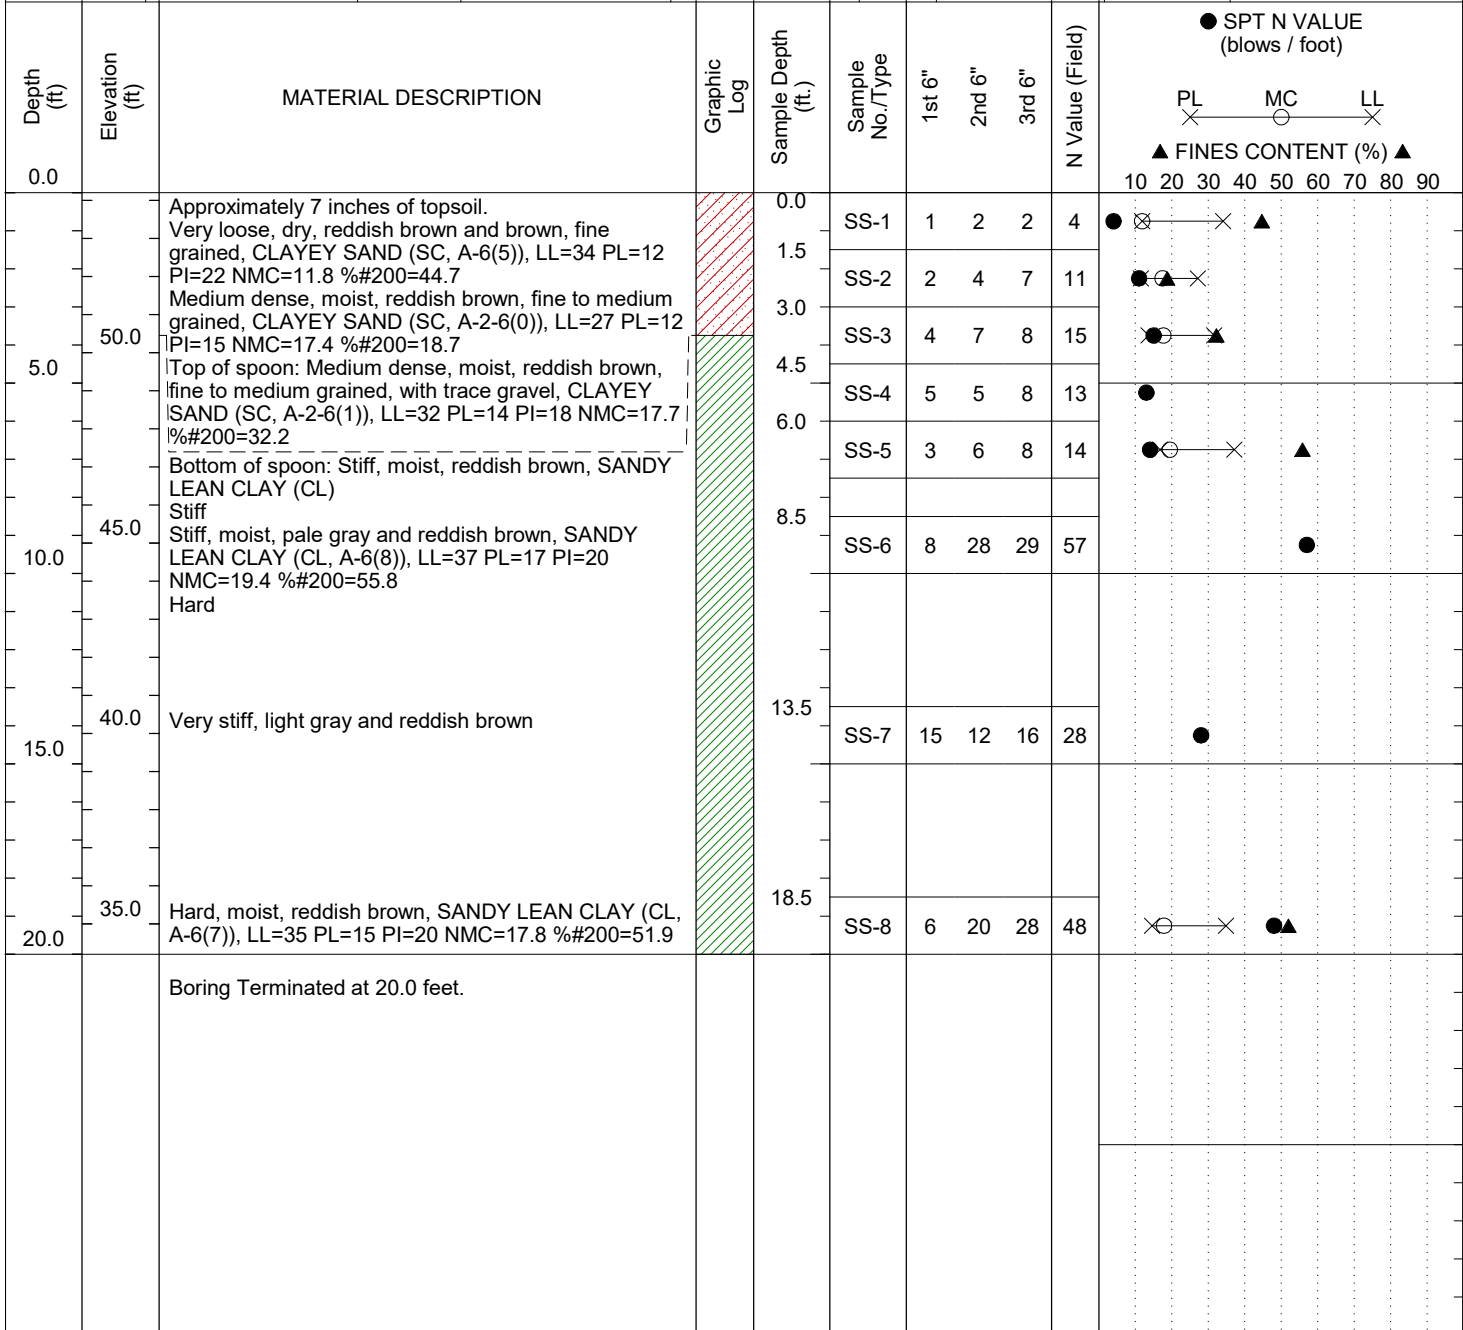 Depth (ft)
Elevation (ft)
MATERIAL DESCRIPTION
Graphic Log
Sample Depth (ft.)
Sample No./Type
1st 6"
2nd 6"
3rd 6"
N Value (Field)
● SPT N VALUE
(blows / foot)
PL MC LL
▲ FINES CONTENT (%) ▲
10 20 30 40 50 60 70 80 90
0.0
Approximately 7 inches of topsoil.
Very loose, dry, reddish brown and brown, fine
grained, CLAYEY SAND (SC, A-6(5)), LL=34 PL=12
PI=22 NMC=11.8 %#200=44.7
Medium dense, moist, reddish brown, fine to medium
grained, CLAYEY SAND (SC, A-2-6(0)), LL=27 PL=12
PI=15 NMC=17.4 %#200=18.7
Top of spoon: Medium dense, moist, reddish brown,
fine to medium grained, with trace gravel, CLAYEY
SAND (SC, A-2-6(1)), LL=32 PL=14 PI=18 NMC=17.7
%#200=32.2
Bottom of spoon: Stiff, moist, reddish brown, SANDY
LEAN CLAY (CL)
Stiff
Stiff, moist, pale gray and reddish brown, SANDY
LEAN CLAY (CL, A-6(8)), LL=37 PL=17 PI=20
NMC=19.4 %#200=55.8
Hard
Very stiff, light gray and reddish brown
Hard, moist, reddish brown, SANDY LEAN CLAY (CL,
A-6(7)), LL=35 PL=15 PI=20 NMC=17.8 %#200=51.9
Boring Terminated at 20.0 feet.
50.0
5.0
45.0
10.0
40.0
15.0
35.0
20.0
0.0
SS-1 1 2 2 4
1.5
SS-2 2 4 7 11
3.0
SS-3 4 7 8 15
4.5
SS-4 5 5 8 13
6.0
SS-5 3 6 8 14
8.5
SS-6 8 28 29 57
13.5
SS-7 15 12 16 28
18.5
SS-8 6 20 28 48